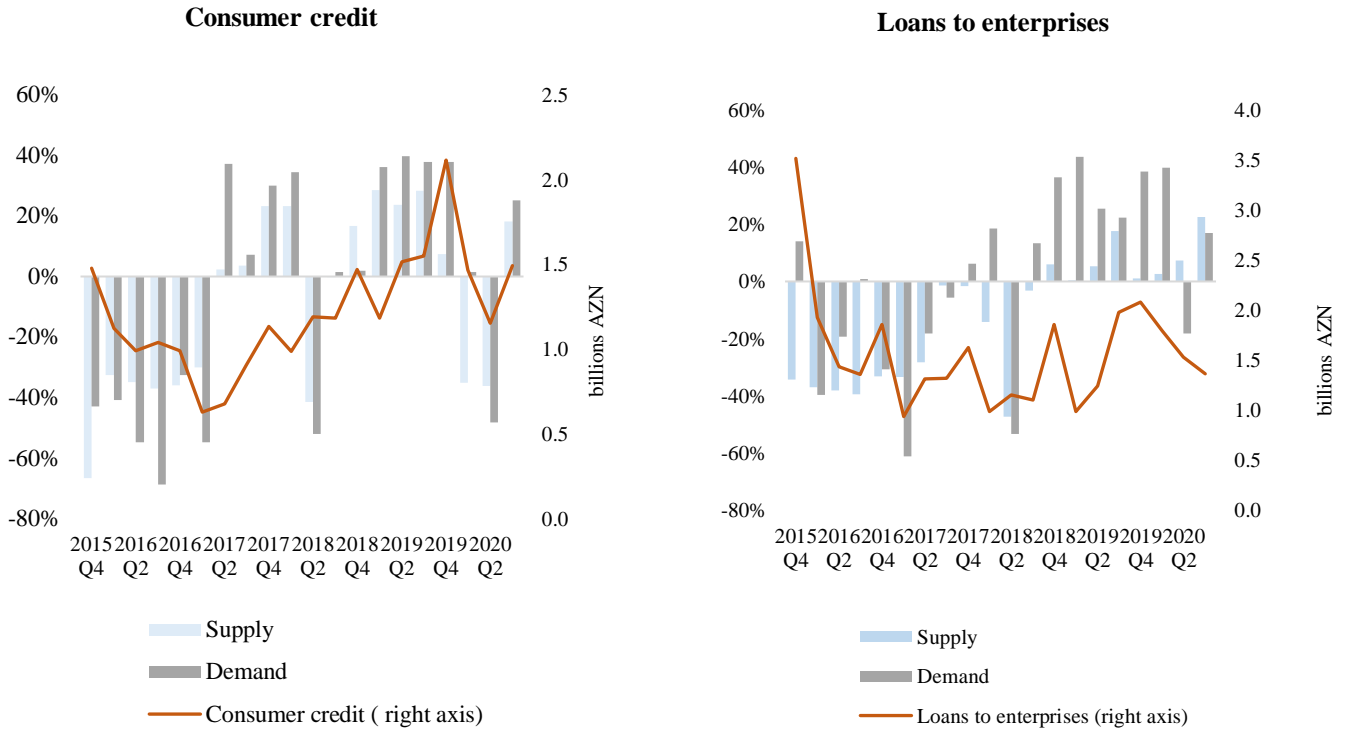 Consumer credit
60%
40%
20%
0%
-20%
-40%
-60%
-80%
2.5
2.0
1.5
1.0
0.5
0.0
billions AZN
2015 2016 2016 2017 2017 2018 2018 2019 2019 2020
Q4 Q2 Q4 Q2 Q4 Q2 Q4 Q2 Q4 Q2
Supply
Demand
Consumer credit ( right axis)
Loans to enterprises
60%
40%
20%
0%
-20%
-40%
-60%
-80%
4.0
3.5
3.0
2.5
2.0
1.5
1.0
0.5
0.0
billions AZN
2015 2016 2016 2017 2017 2018 2018 2019 2019 2020
Q4 Q2 Q4 Q2 Q4 Q2 Q4 Q2 Q4 Q2
Supply
Demand
Loans to enterprises (right axis)